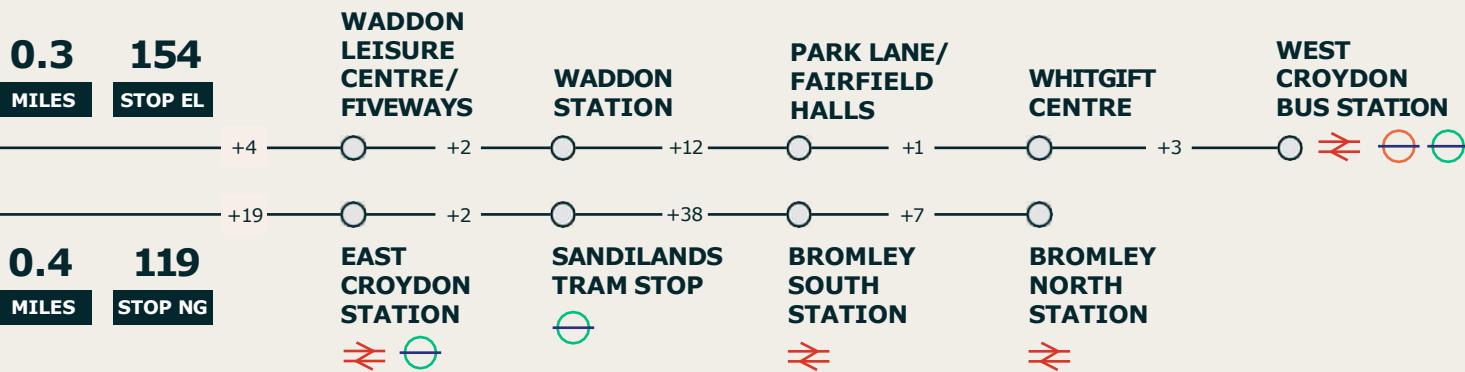 0.3
MILES
154
STOP EL
WADDON
LEISURE
CENTRE/
FIVEWAYS
WADDON
STATION
PARK LANE/
FAIRFIELD
HALLS
WHITGIFT
CENTRE
WEST
CROYDON
BUS STATION
+4
+2
+12
+1
+3
+19
+2
+38
+7
0.4
MILES
119
STOP NG
EAST
CROYDON
STATION
SANDILANDS
TRAM STOP
BROMLEY
SOUTH
STATION
BROMLEY
NORTH
STATION